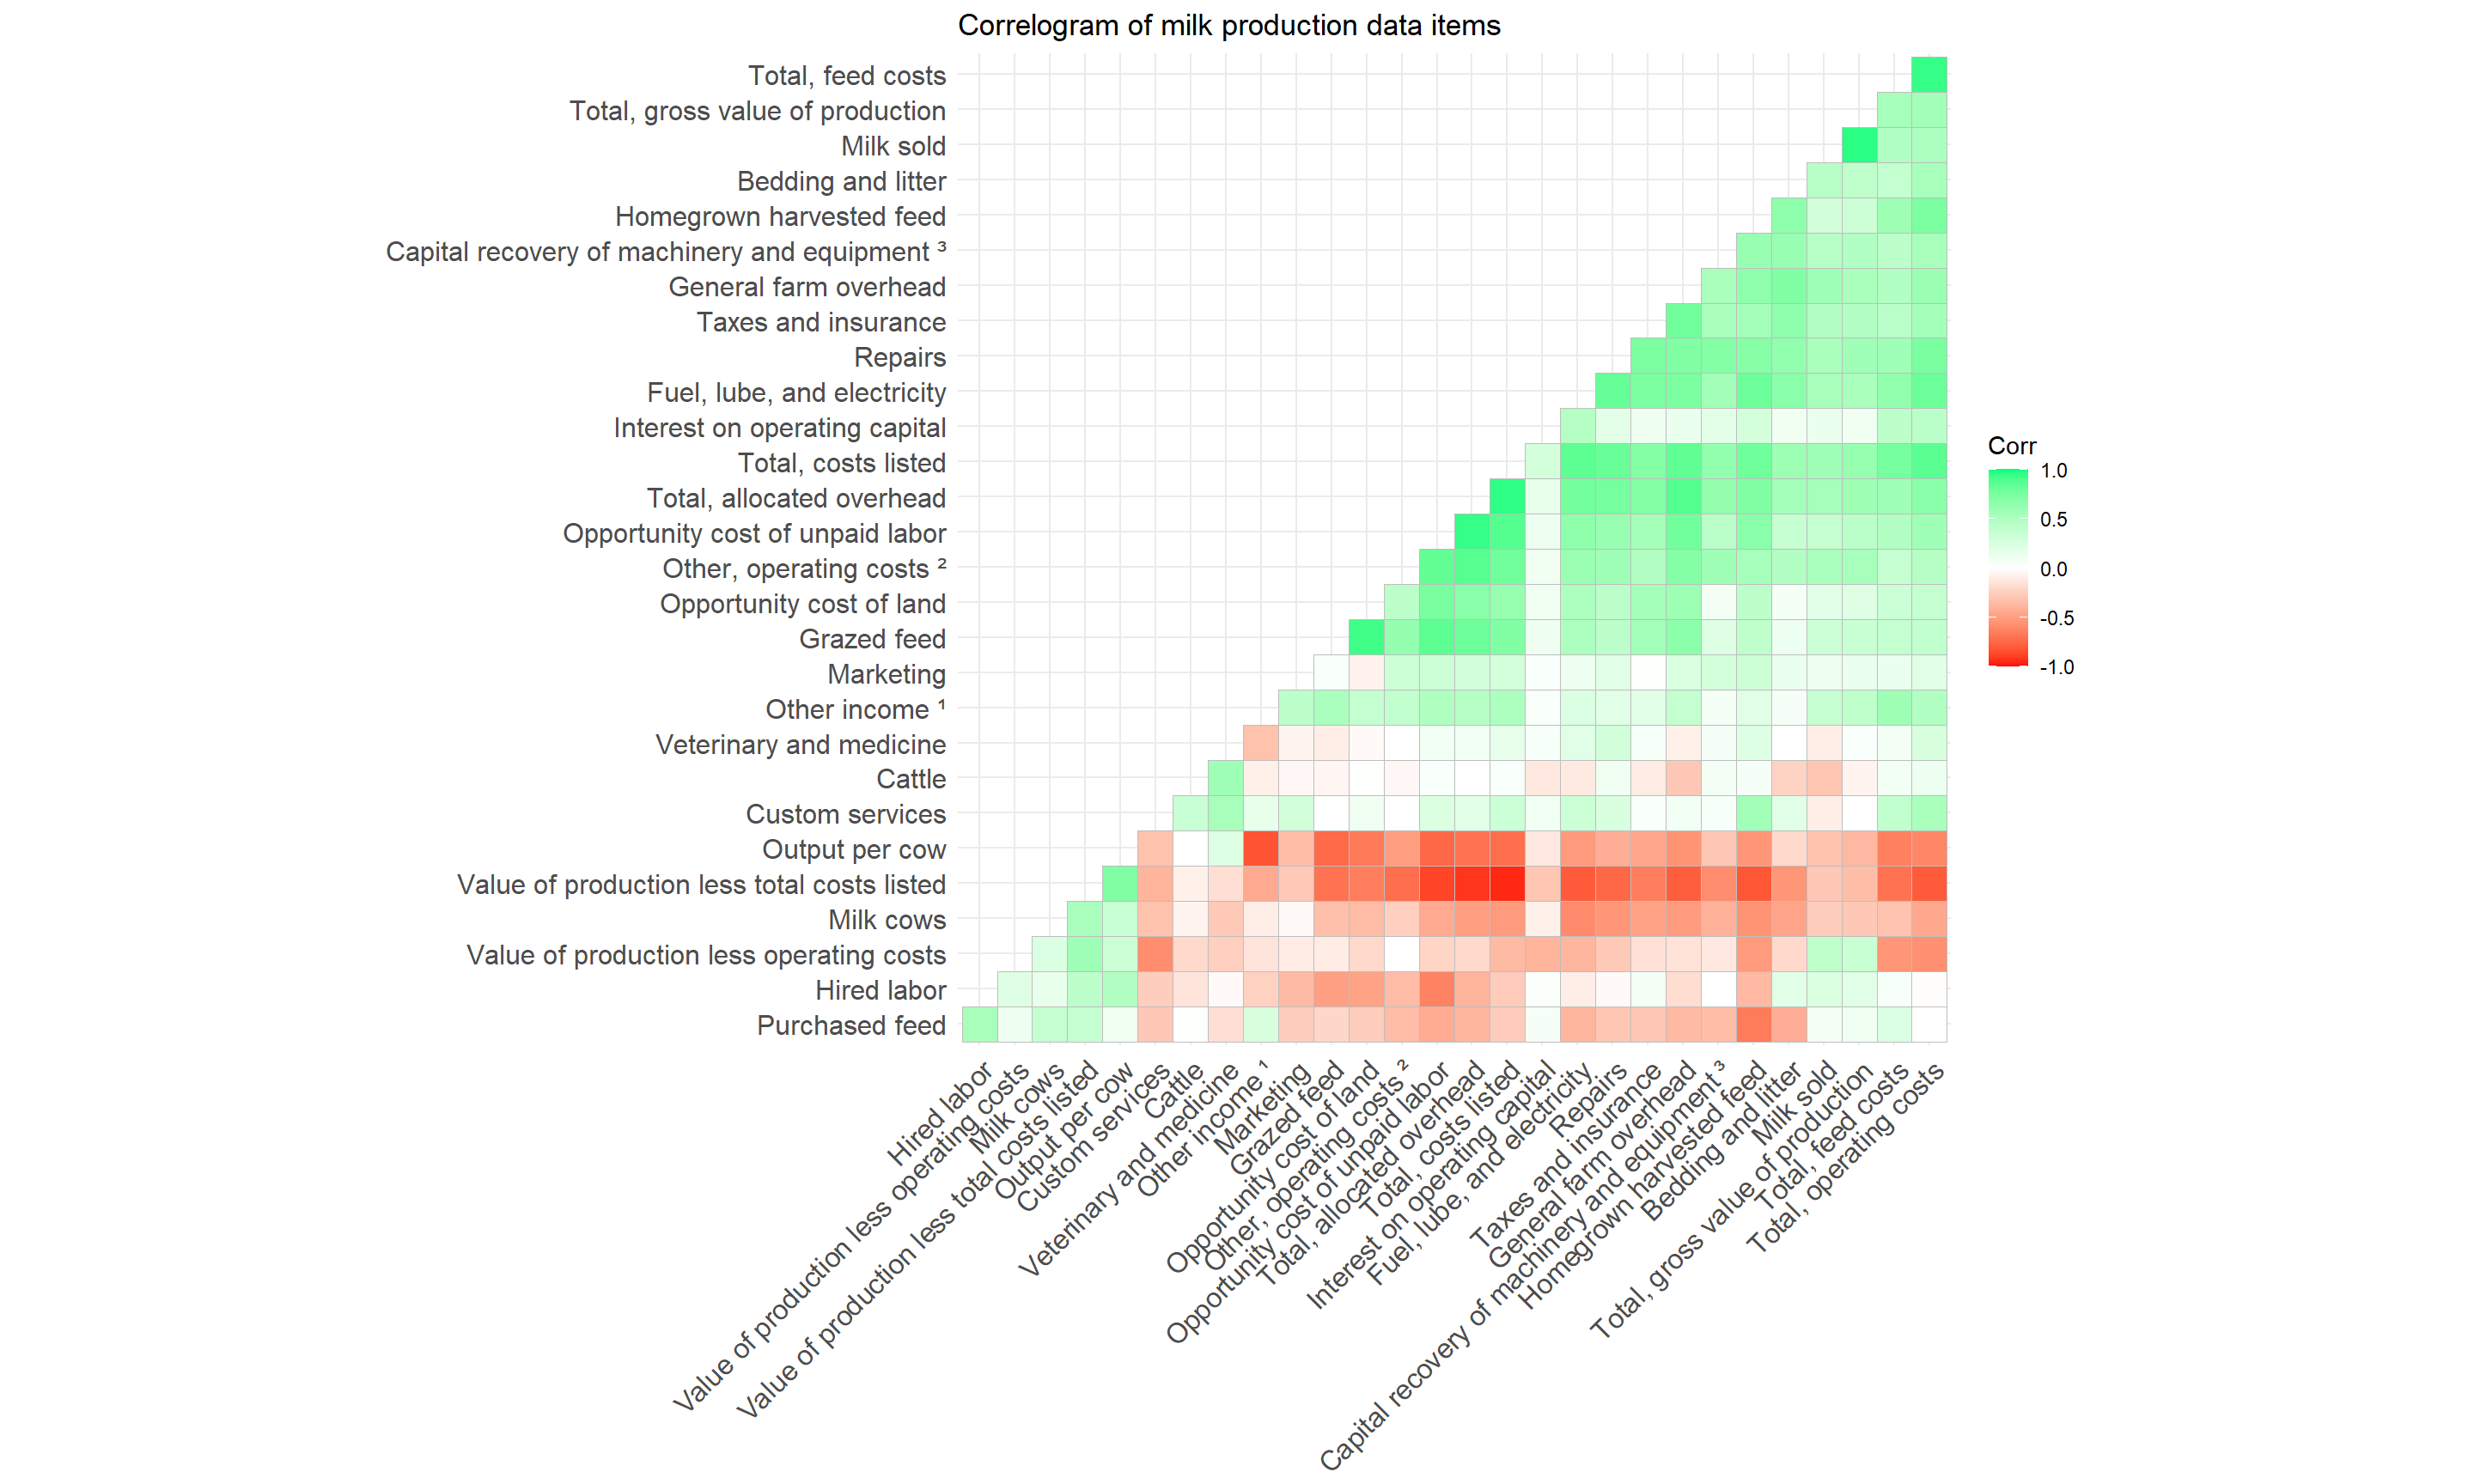 Correlogram of milk production data items
Total, feed costs
Total, gross value of production
Milk sold
Bedding and litter
Homegrown harvested feed
Capital recovery of machinery and equipment ³
General farm overhead
Taxes and insurance
Repairs
Fuel, lube, and electricity
Interest on operating capital
Total, costs listed
Total, allocated overhead
Opportunity cost of unpaid labor
Other, operating costs ²
Opportunity cost of land
Grazed feed
Marketing
Other income ¹
Veterinary and medicine
Cattle
Custom services
Output per cow
Value of production less total costs listed
Milk cows
Value of production less operating costs
Hired labor
Purchased feed
Hired labor
Value of production less operating costs
Milk cows
Value of production less total costs listed
Output per cow
Custom services
Cattle
Veterinary and medicine
Other income ¹
Marketing
Grazed feed
Opportunity cost of land
Other, operating costs ²
Opportunity cost of unpaid labor
Total, allocated overhead
Total, costs listed
Interest on operating capital
Fuel, lube, and electricity
Repairs
Taxes and insurance
General farm overhead
Capital recovery of machinery and equipment ³
Homegrown harvested feed
Bedding and litter
Milk sold
Total, gross value of production
Total, feed costs
Total, operating costs
Corr
1.0
0.5
0.0
-0.5
-1.0